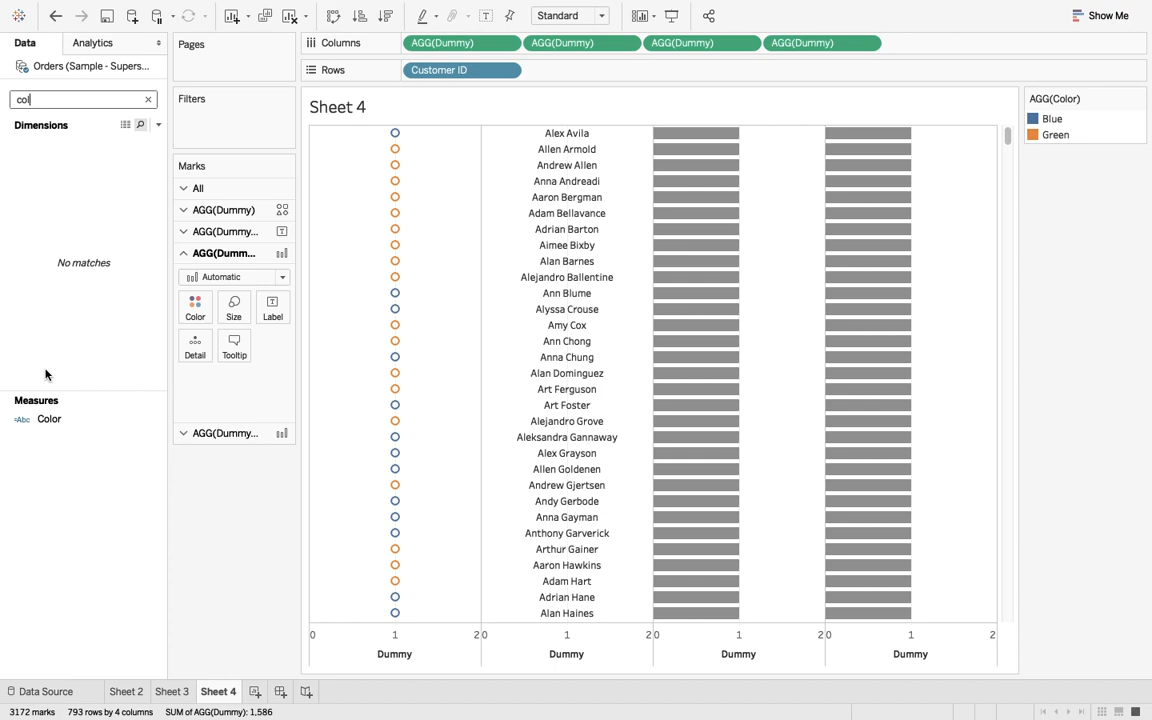 Standard
Show Me
Data
Analytics
Pages
Columns
AGG(Dummy)
AGG(Dummy)
AGG(Dummy)
AGG(Dummy)
Orders (Sample - Supers...
Rows
Customer ID
col
Filters
Sheet 4
AGG(Color)
Blue
Green
Dimensions
No matches
Measures
Abc Color
Marks
All
AGG(Dummy)
AGG(Dummy...
AGG(Dumm...
Automatic
Color
Size
Label
Detail
Tooltip
AGG(Dummy...
Alex Avila
Allen Armold
Andrew Allen
Anna Andreadi
Aaron Bergman
Adam Bellavance
Adrian Barton
Aimee Bixby
Alan Barnes
Alejandro Ballentine
Ann Blume
Alyssa Crouse
Amy Cox
Ann Chong
Anna Chung
Alan Dominguez
Art Ferguson
Art Foster
Alejandro Grove
Aleksandra Gannaway
Alex Grayson
Allen Goldenen
Andrew Gjertsen
Andy Gerbode
Anna Gayman
Anthony Garverick
Arthur Gainer
Aaron Hawkins
Adam Hart
Adrian Hane
Alan Haines
0 1 2 0 1 2 0 1 2 0 1 2
Dummy Dummy Dummy Dummy
Data Source
Sheet 2
Sheet 3
Sheet 4
3172 marks
793 rows by 4 columns
SUM of AGG(Dummy): 1,586